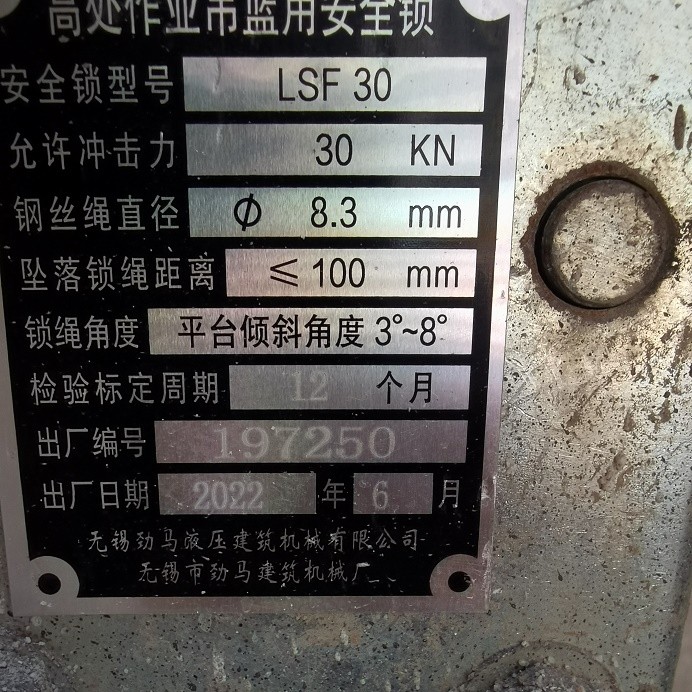 高处作业吊篮用安全锁
安全锁型号 LSF 30
允许冲击力 30 KN
钢丝绳直径 Φ 8.3 mm
坠落锁绳距离 ≤100 mm
锁绳角度 平台倾斜角度 3°~8°
检验标定周期 12 个月
出厂编号 197250
出厂日期 2022 年 6 月
无锡劲马液压建筑机械有限公司
无锡市劲马建筑机械厂